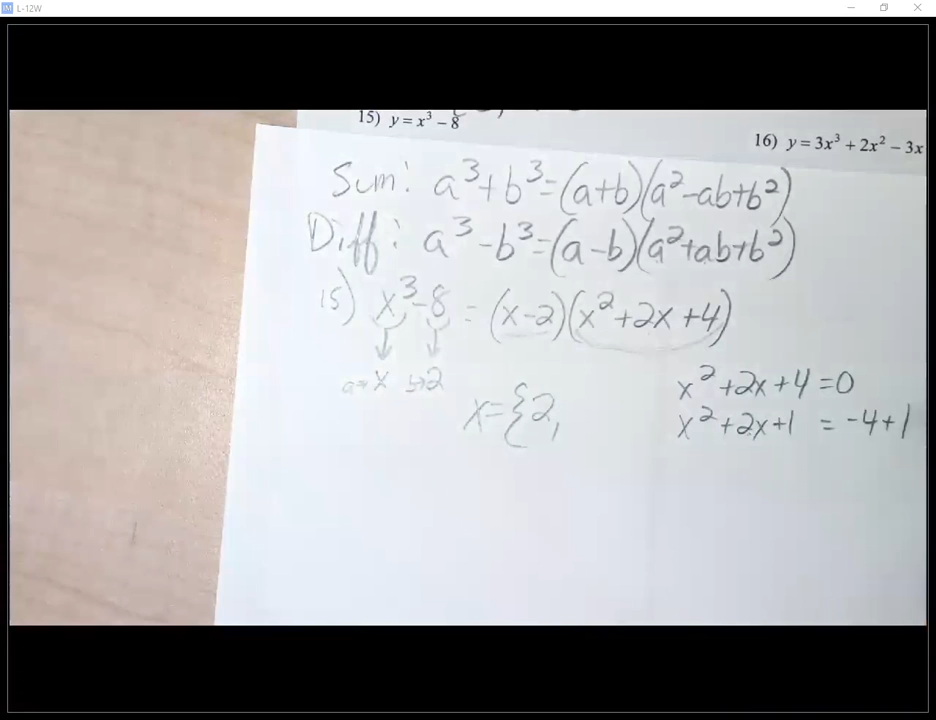 L-12W
15) y = x³ − 8
16) y = 3x³ + 2x² − 3x
Sum: a³+b³=(a+b)(a²-ab+b²)
Diff: a³-b³=(a-b)(a²+ab+b²)
15) x³-8 = (x-2)(x²+2x+4)
a→x b→2
x²+2x+4=0
x={2,
x²+2x+1 = -4+1